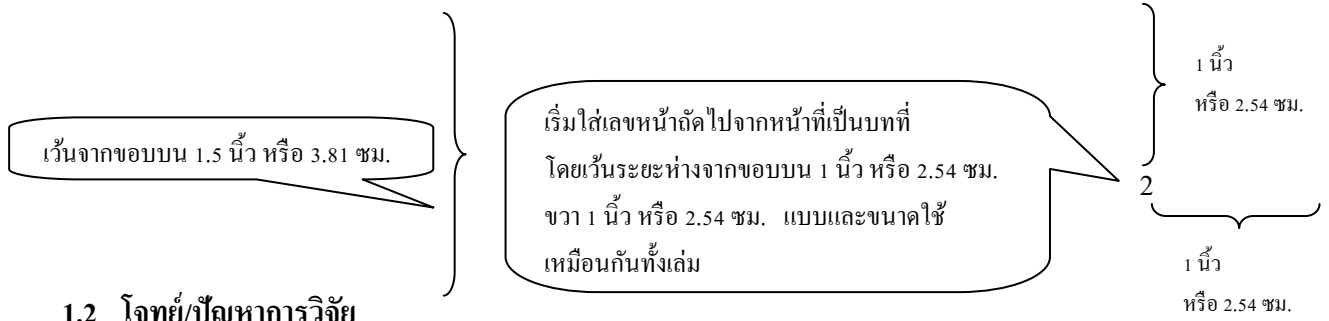 1 นิ้ว
หรือ 2.54 ซม.
เว้นจากขอบบน 1.5 นิ้ว หรือ 3.81 ซม.
เริ่มใส่เลขหน้าถัดไปจากหน้าที่เป็นบทที่
โดยเว้นระยะห่างจากขอบบน 1 นิ้ว หรือ 2.54 ซม.
ขวา 1 นิ้ว หรือ 2.54 ซม. แบบและขนาดใช้
เหมือนกันทั้งเล่ม
2
1 นิ้ว
หรือ 2.54 ซม.
1.2 โจทย์/ปัญหาการวิจัย